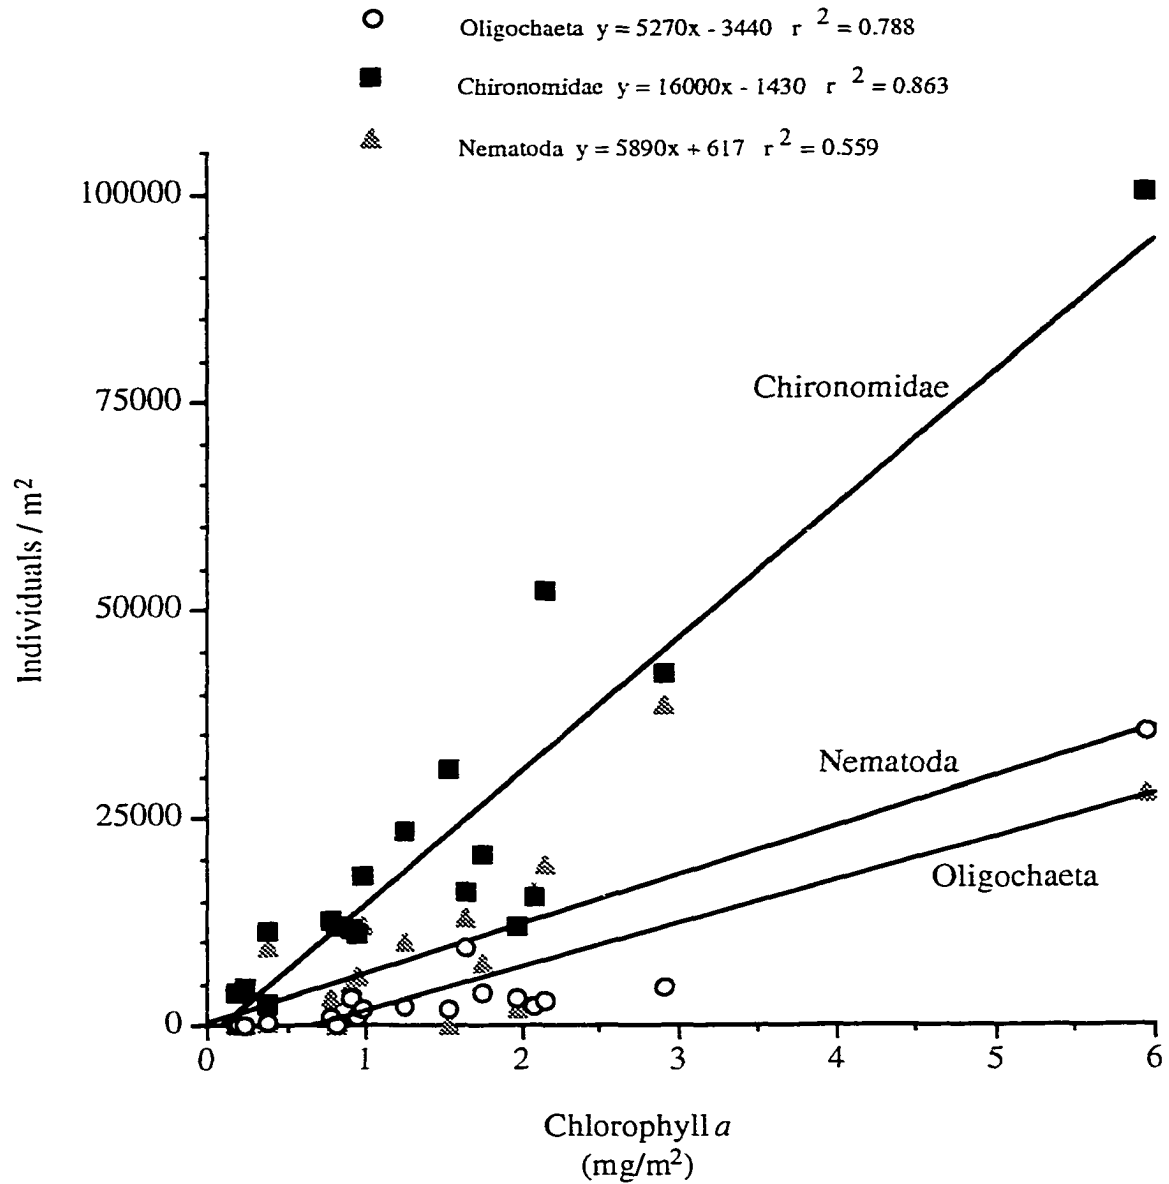 Oligochaeta y = 5270x - 3440 r 2 = 0.788
Chironomidae y = 16000x - 1430 r 2 = 0.863
Nematoda y = 5890x + 617 r 2 = 0.559
100000
75000
50000
25000
0
Individuals / m2
Chironomidae
Nematoda
Oligochaeta
0 1 2 3 4 5 6
Chlorophyll a
(mg/m2)